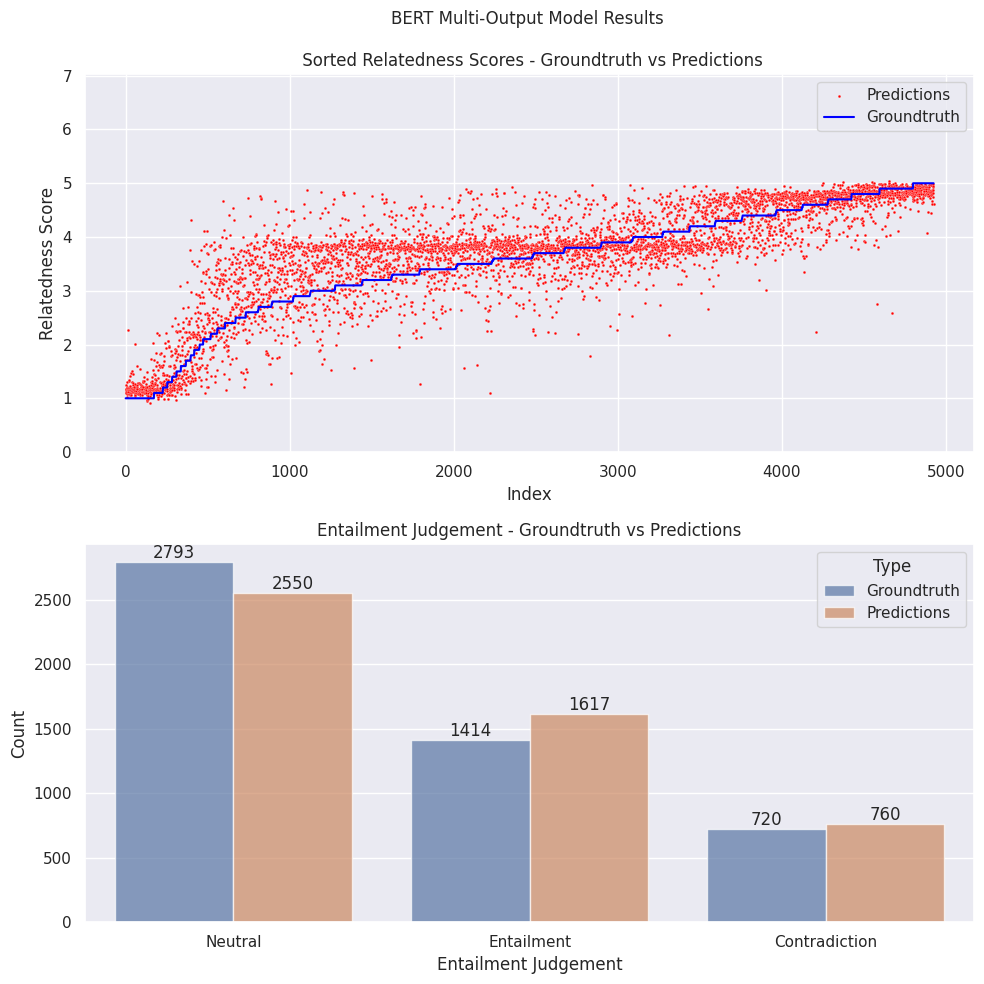 BERT Multi-Output Model Results
Sorted Relatedness Scores - Groundtruth vs Predictions
7
6
5
4
3
2
1
0
Relatedness Score
Predictions
Groundtruth
0 1000 2000 3000 4000 5000
Index
Entailment Judgement - Groundtruth vs Predictions
2793
2550
1414
1617
720
760
Type
Groundtruth
Predictions
2500
2000
1500
1000
500
0
Count
Neutral Entailment Contradiction
Entailment Judgement